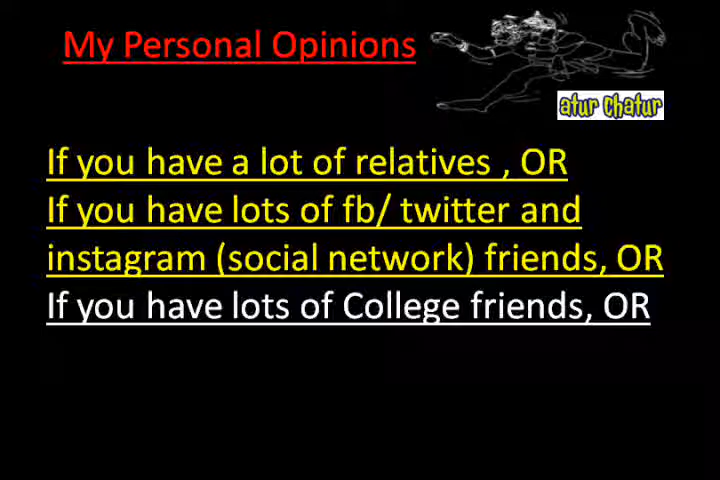 My Personal Opinions
atur chatur
If you have a lot of relatives , OR
If you have lots of fb/ twitter and
instagram (social network) friends, OR
If you have lots of College friends, OR